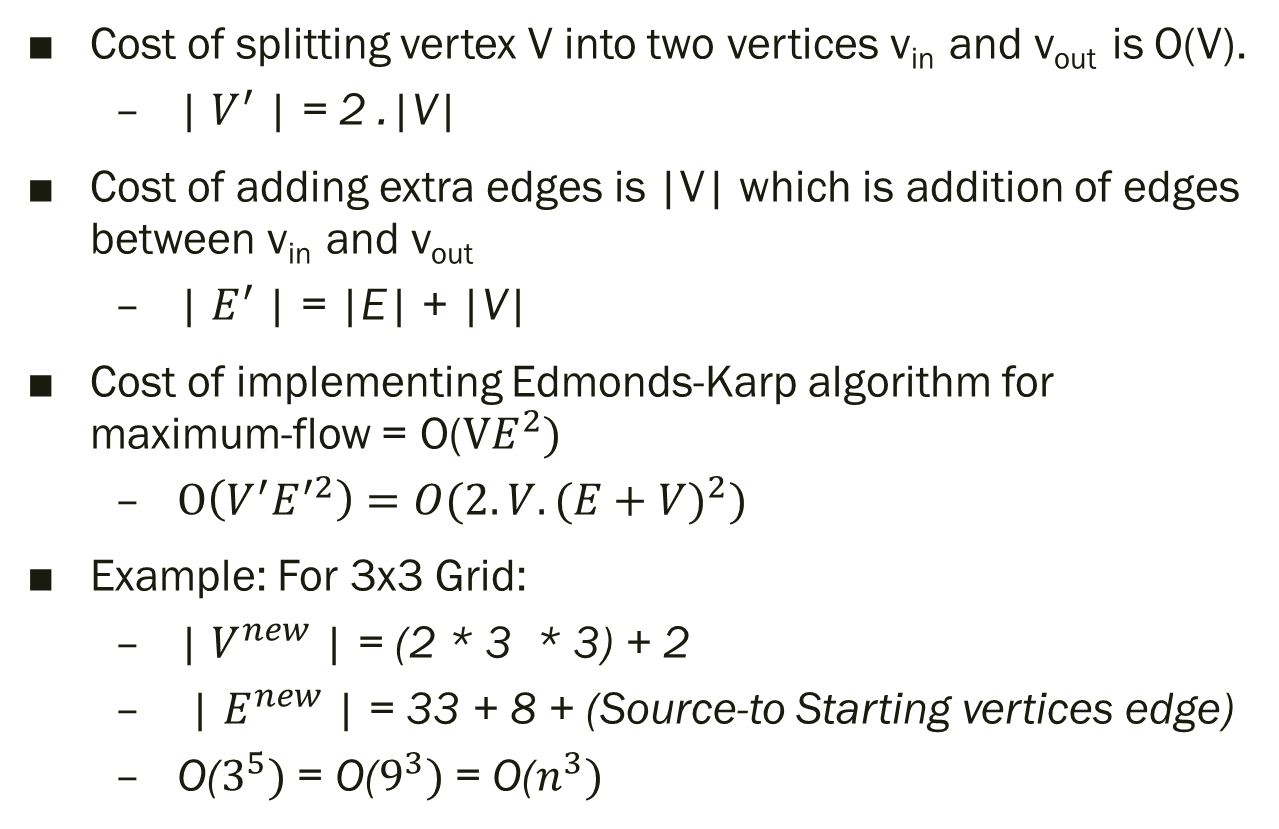 ■ Cost of splitting vertex V into two vertices v_in and v_out is O(V).
– | V′ | = 2 . |V|
■ Cost of adding extra edges is |V| which is addition of edges
between v_in and v_out
– | E′ | = |E| + |V|
■ Cost of implementing Edmonds-Karp algorithm for
maximum-flow = O(VE²)
– O(V′E′²) = O(2. V. (E + V)²)
■ Example: For 3x3 Grid:
– | V^new | = (2 * 3 * 3) + 2
– | E^new | = 33 + 8 + (Source-to Starting vertices edge)
– O(3⁵) = O(9³) = O(n³)